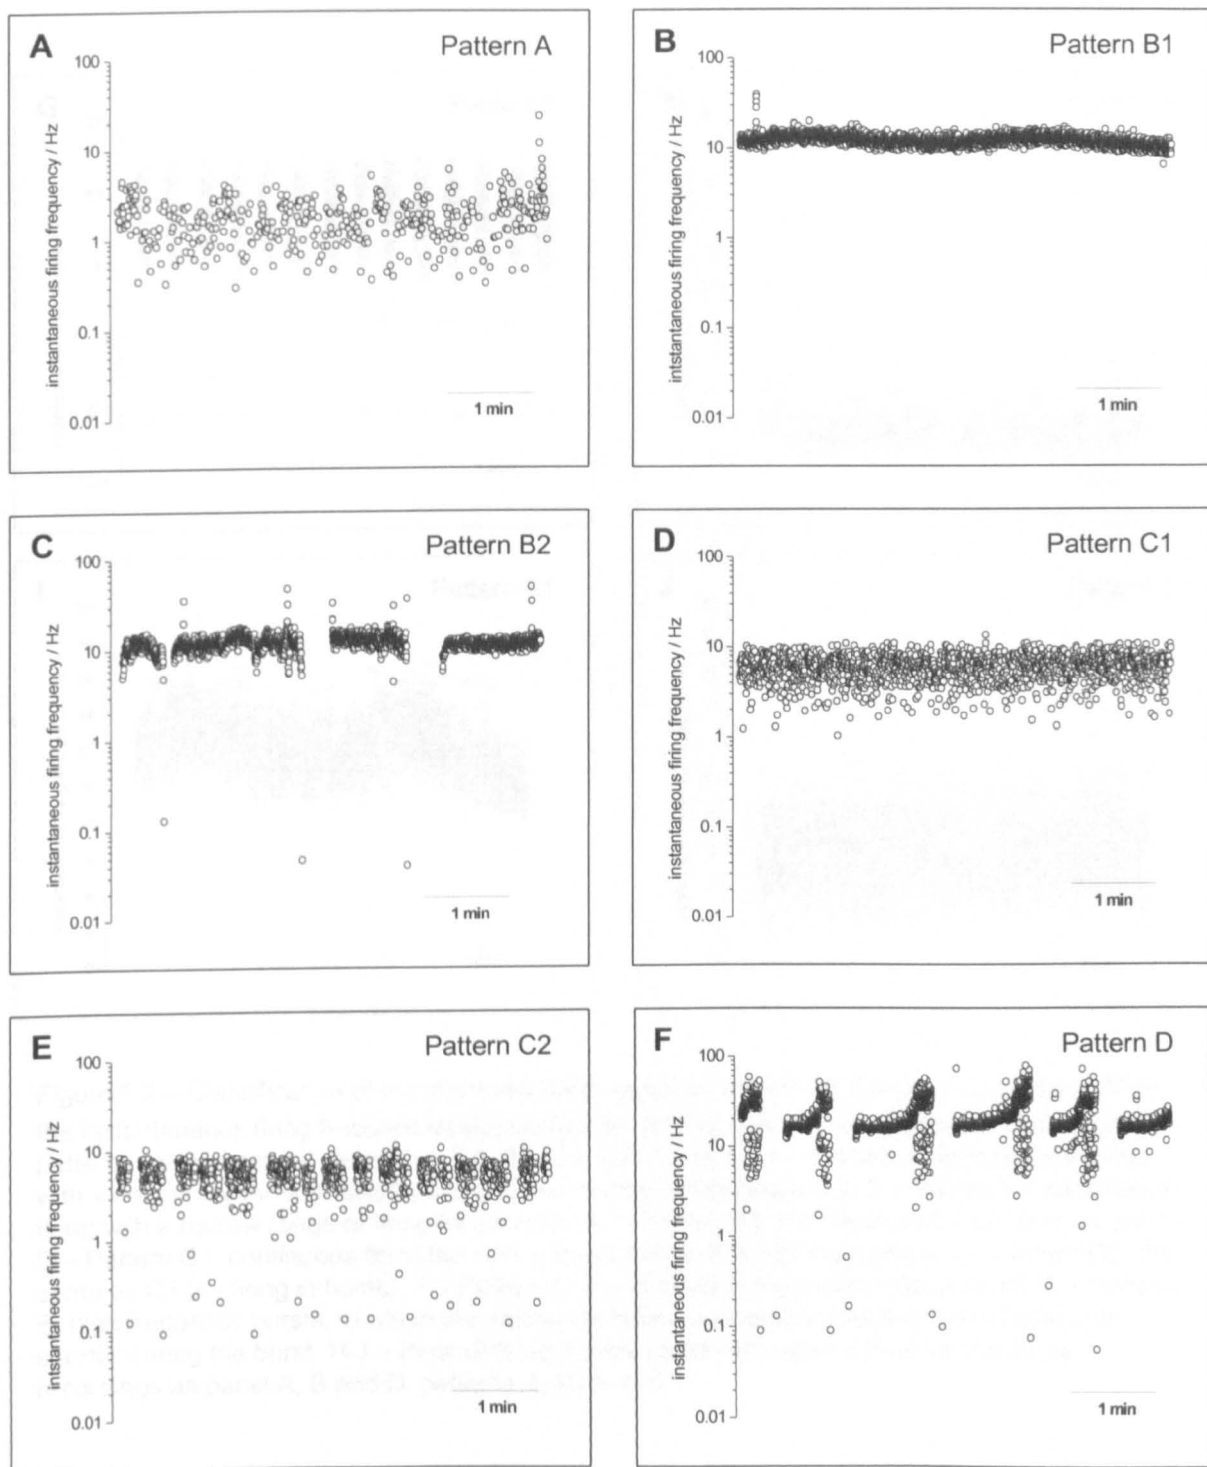 A
Pattern A
100
10
1
0.1
0.01
instantaneous firing frequency / Hz
1 min
B
Pattern B1
100
10
1
0.1
0.01
intstantaneous firing frequency / Hz
1 min
C
Pattern B2
100
10
1
0.1
0.01
instantaneous firing frequency / Hz
1 min
D
Pattern C1
100
10
1
0.1
0.01
instantaneous firing frequency / Hz
1 min
E
Pattern C2
100
10
1
0.1
0.01
instantaneous firing frequency / Hz
1 min
F
Pattern D
100
10
1
0.1
0.01
instantaneous firing frequency / Hz
1 min